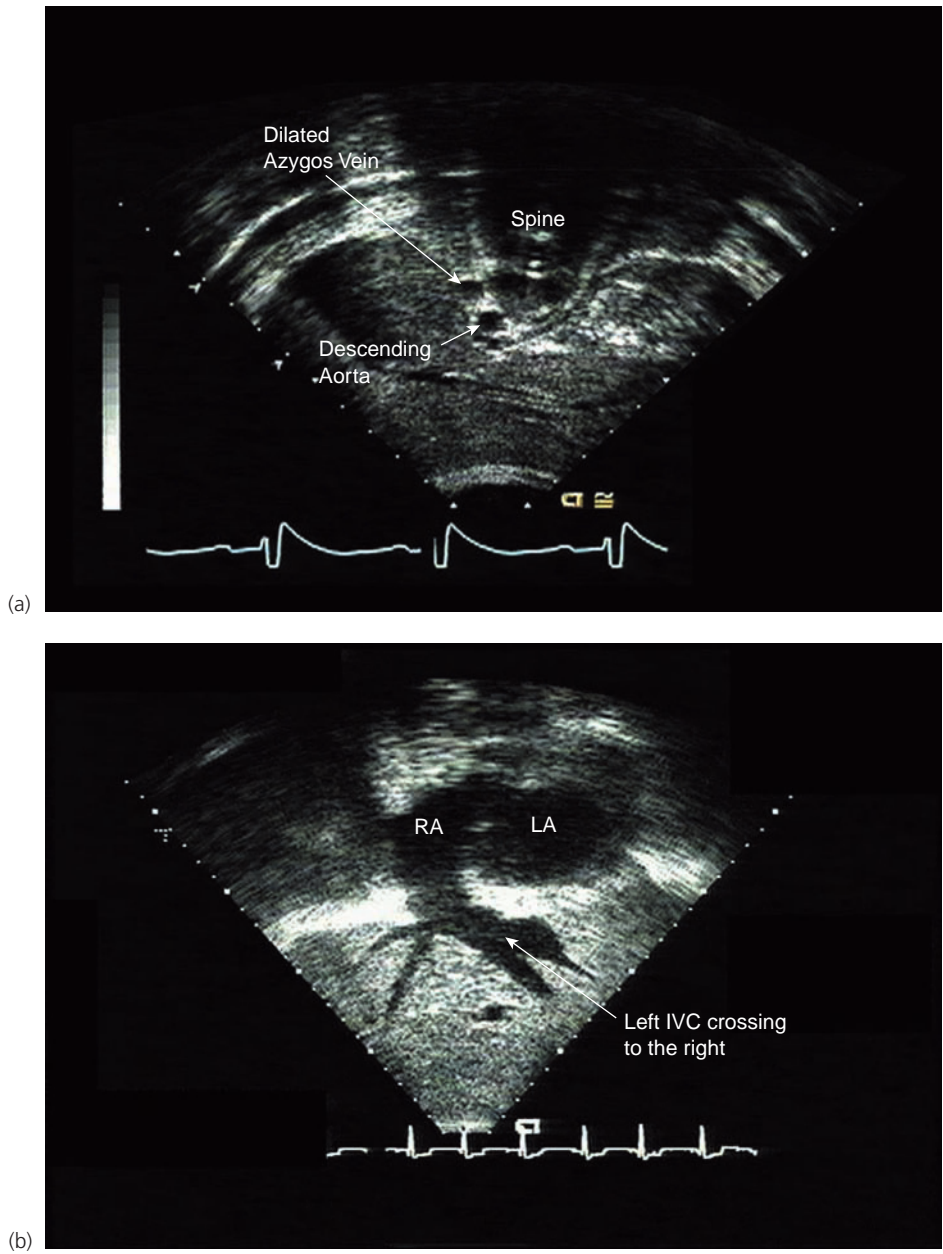 Dilated
Azygos Vein
Spine
Descending
Aorta
(a)
RA
LA
Left IVC crossing
to the right
(b)